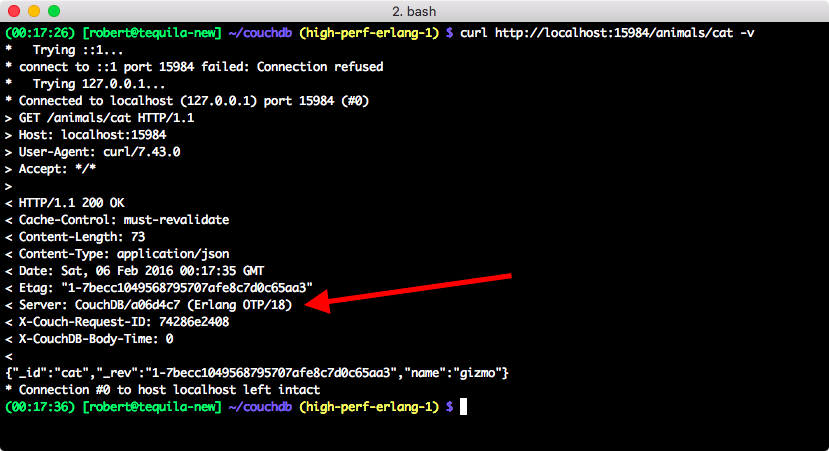 2. bash
(00:17:26) [robert@tequila-new] ~/couchdb (high-perf-erlang-1) $ curl http://localhost:15984/animals/cat -v
*   Trying ::1...
* connect to ::1 port 15984 failed: Connection refused
*   Trying 127.0.0.1...
* Connected to localhost (127.0.0.1) port 15984 (#0)
> GET /animals/cat HTTP/1.1
> Host: localhost:15984
> User-Agent: curl/7.43.0
> Accept: */*
>
< HTTP/1.1 200 OK
< Cache-Control: must-revalidate
< Content-Length: 73
< Content-Type: application/json
< Date: Sat, 06 Feb 2016 00:17:35 GMT
< Etag: "1-7becc1049568795707afe8c7d0c65aa3"
< Server: CouchDB/a06d4c7 (Erlang OTP/18)
< X-Couch-Request-ID: 74286e2408
< X-CouchDB-Body-Time: 0
<
{"_id":"cat","_rev":"1-7becc1049568795707afe8c7d0c65aa3","name":"gizmo"}
* Connection #0 to host localhost left intact
(00:17:36) [robert@tequila-new] ~/couchdb (high-perf-erlang-1) $